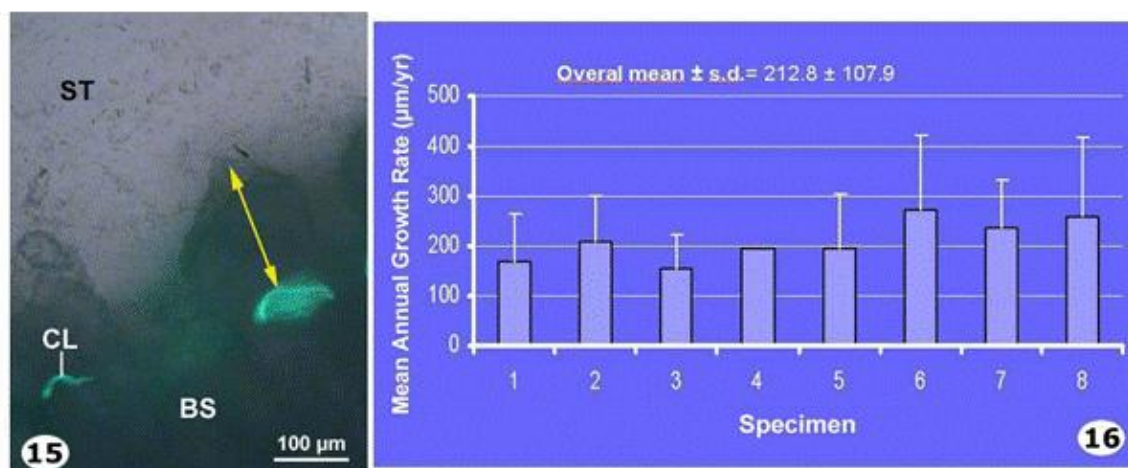 ST
CL
BS
15
100 µm
Overal mean ± s.d.= 212.8 ± 107.9
Mean Annual Growth Rate (µm/yr)
500
400
300
200
100
0
1 2 3 4 5 6 7 8
Specimen
16